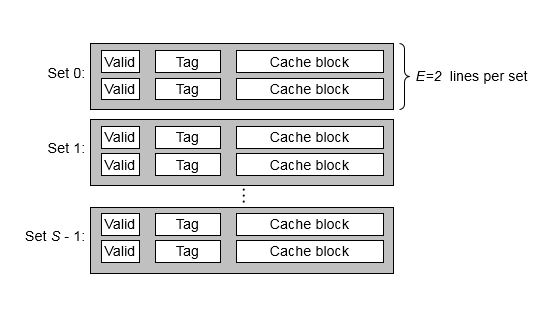 Set 0:
Valid Tag Cache block
Valid Tag Cache block
E=2 lines per set
Set 1:
Valid Tag Cache block
Valid Tag Cache block
⋮
Set S - 1:
Valid Tag Cache block
Valid Tag Cache block